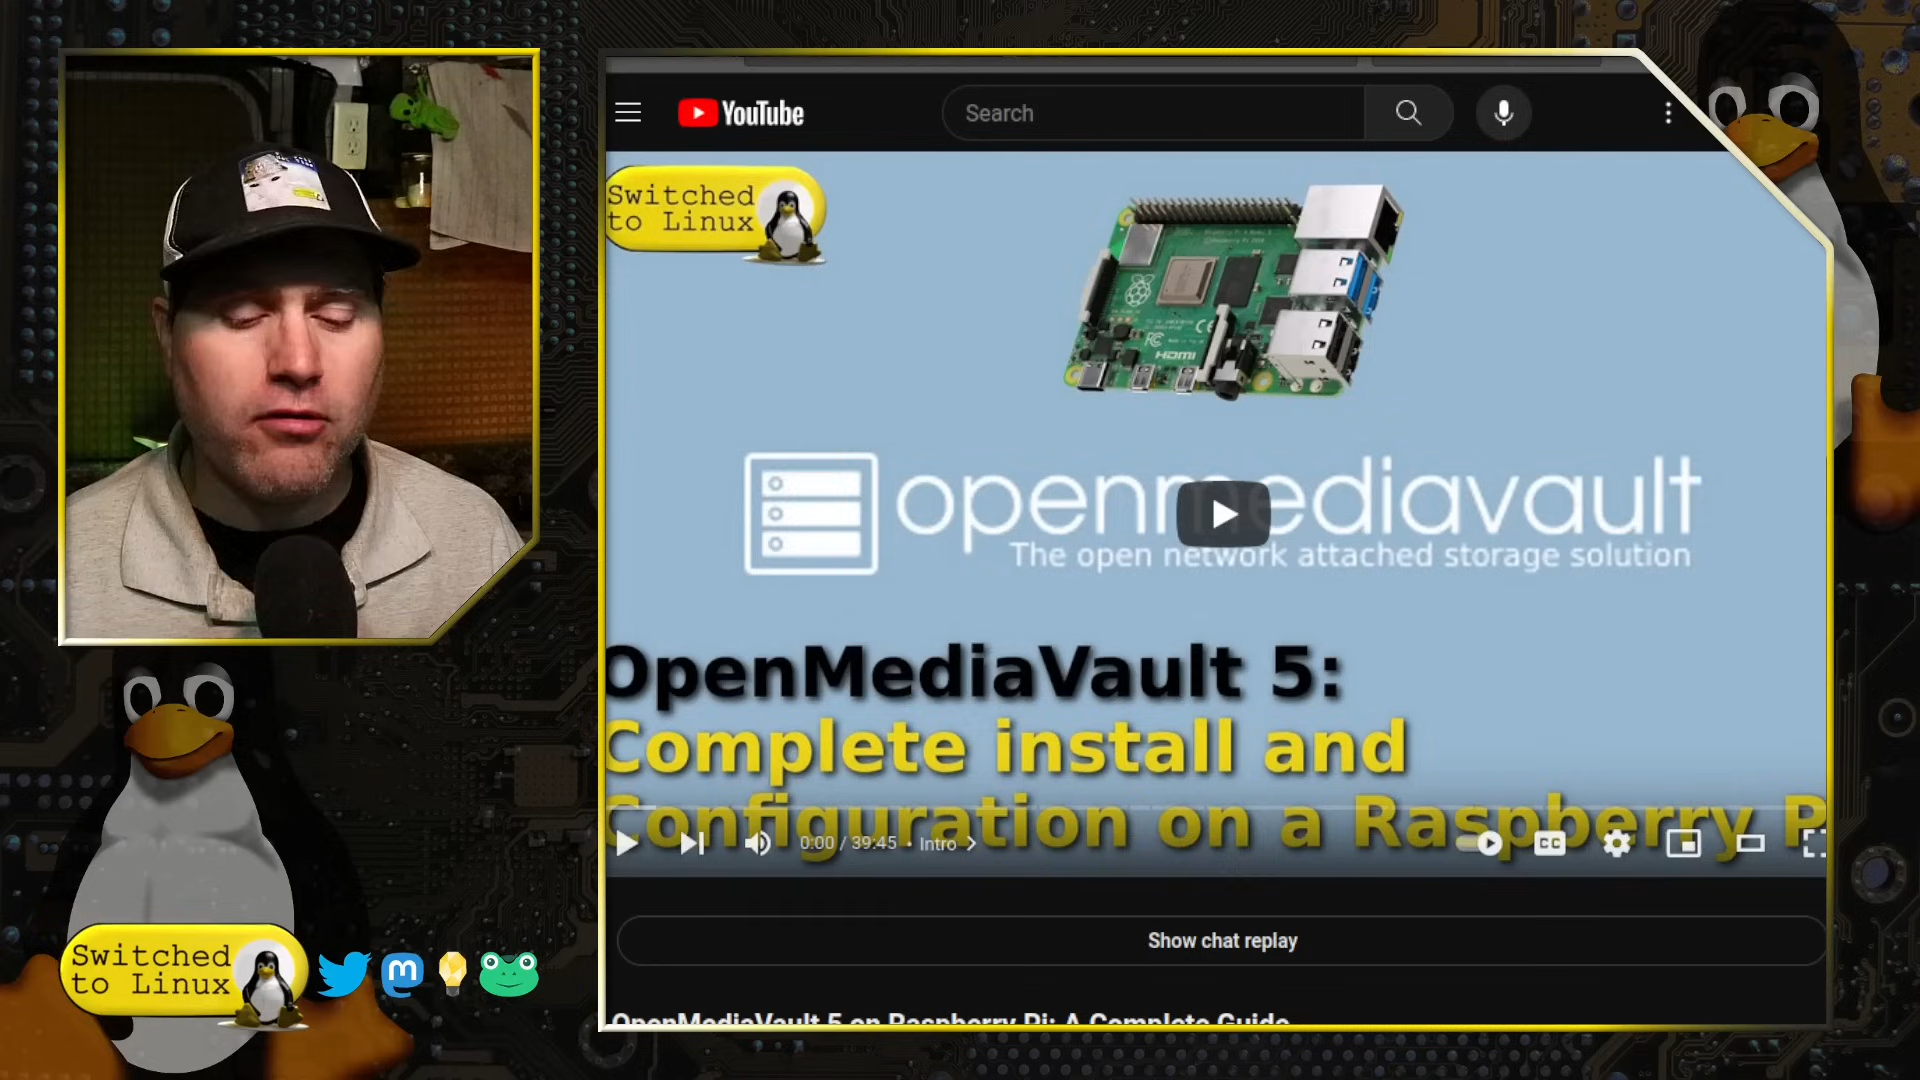 YouTube
Search
Switched
to Linux
HDMI
openmediavault
The open network attached storage solution
OpenMediaVault 5:
Complete install and
Configuration on a Raspberry P
0:00 / 39:45 • Intro
CC
Show chat replay
OpenMediaVault 5 on Raspberry Pi: A Complete Guide
Switched
to Linux